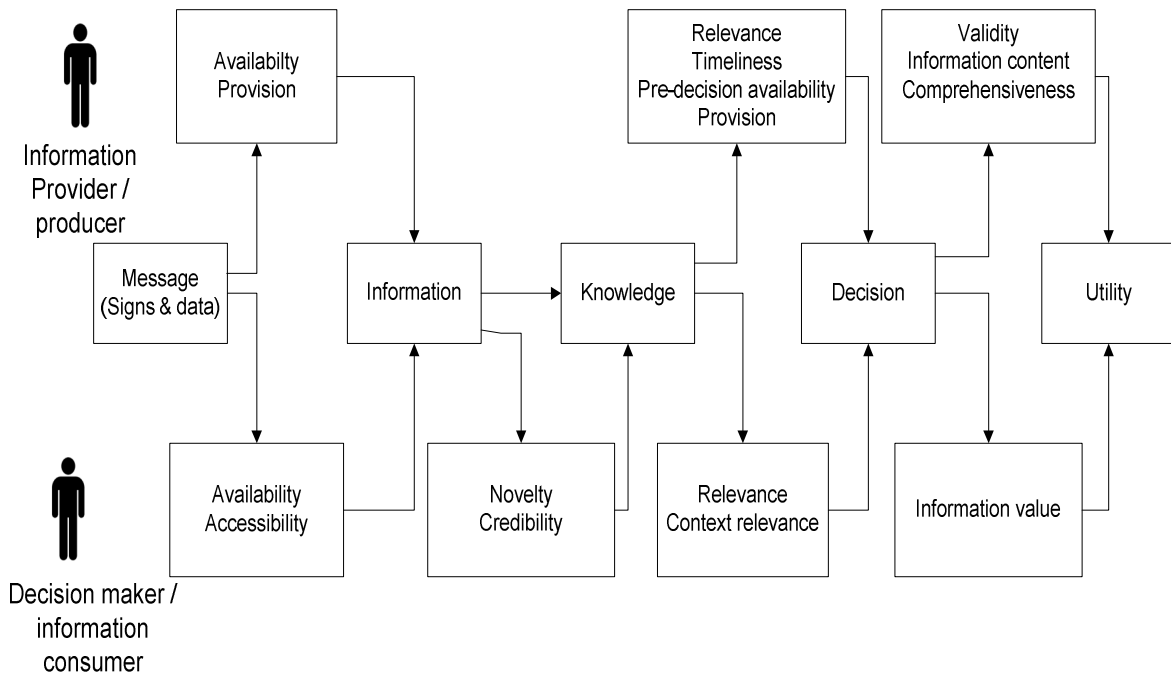 Information
Provider /
producer
Availabilty
Provision
Relevance
Timeliness
Pre-decision availability
Provision
Validity
Information content
Comprehensiveness
Message
(Signs & data)
Information
Knowledge
Decision
Utility
Decision maker /
information
consumer
Availability
Accessibility
Novelty
Credibility
Relevance
Context relevance
Information value